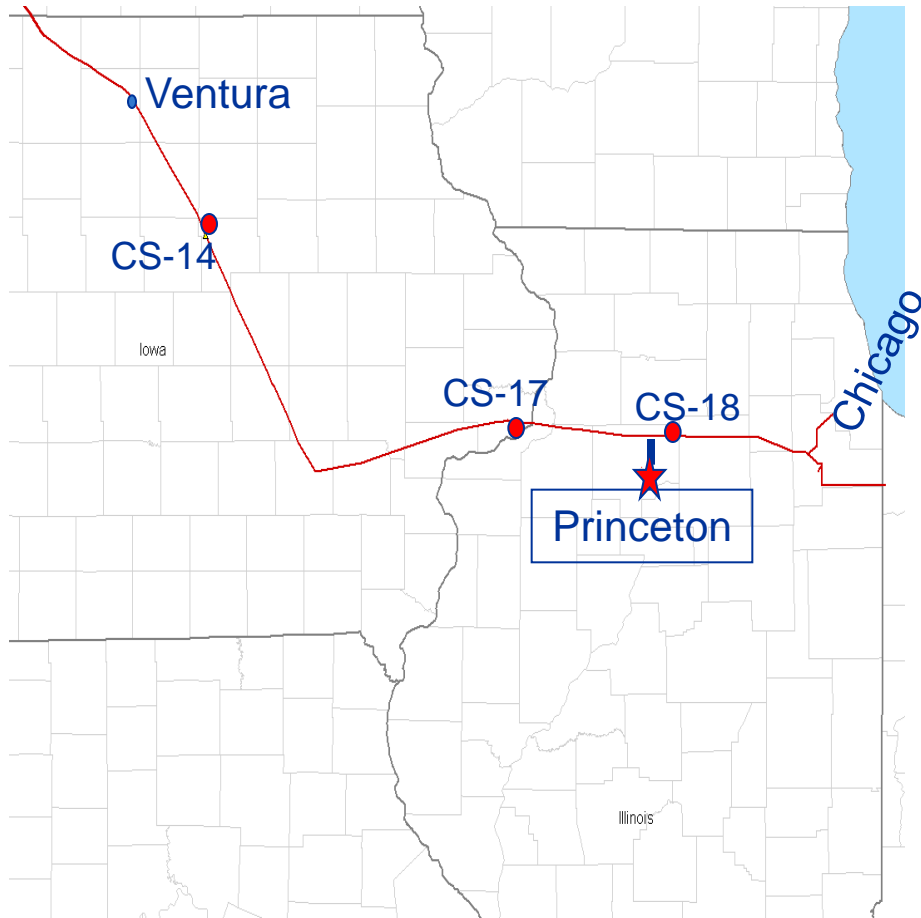 Ventura
CS-14
Iowa
Chicago
CS-17
CS-18
Princeton
Illinois